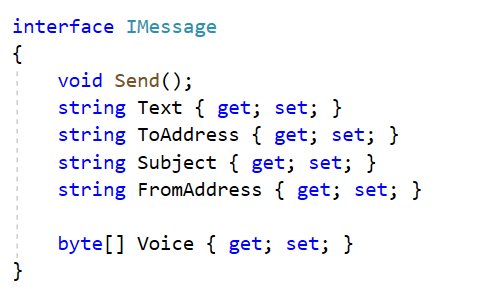 interface IMessage
{
    void Send();
    string Text { get; set; }
    string ToAddress { get; set; }
    string Subject { get; set; }
    string FromAddress { get; set; }

    byte[] Voice { get; set; }
}